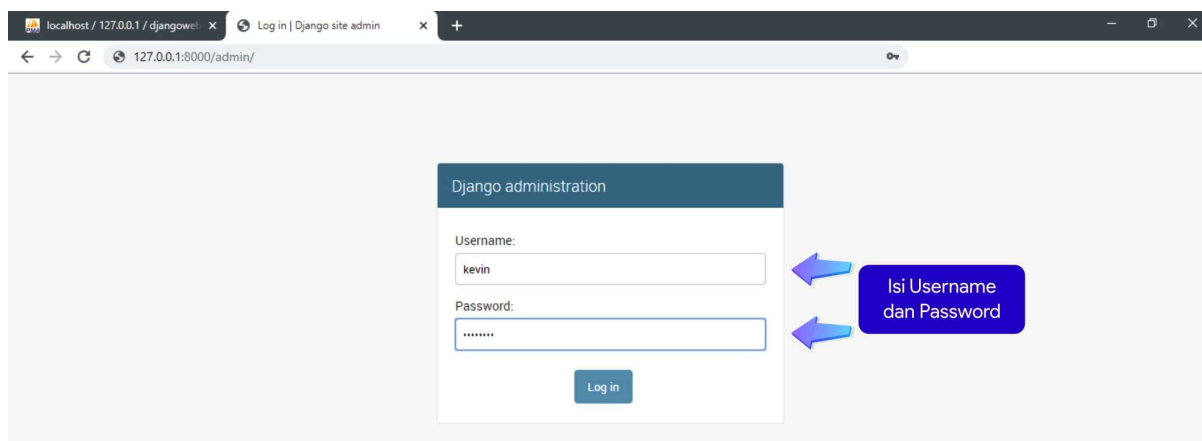 localhost / 127.0.0.1 / djangowe
Log in | Django site admin
127.0.0.1:8000/admin/
Django administration
Username:
kevin
Isi Username
dan Password
Password:
Log in